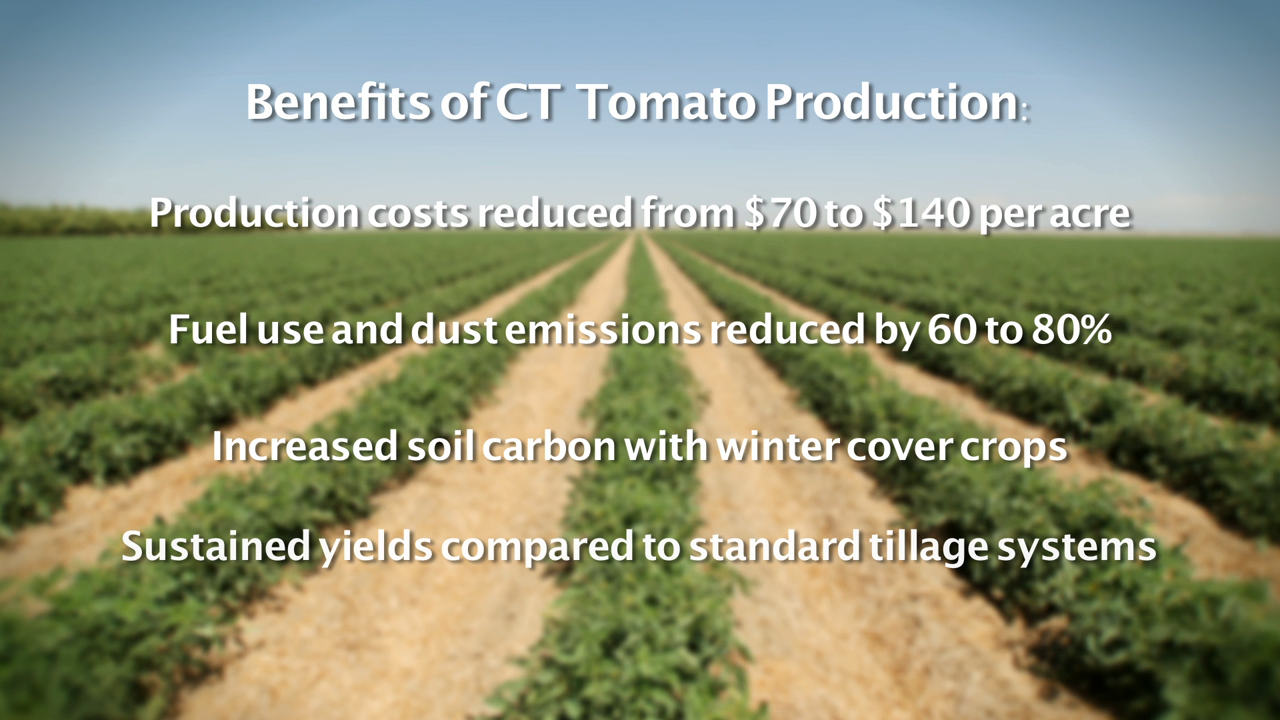 Benefits of CT Tomato Production:
Production costs reduced from $70 to $140 per acre
Fuel use and dust emissions reduced by 60 to 80%
Increased soil carbon with winter cover crops
Sustained yields compared to standard tillage systems